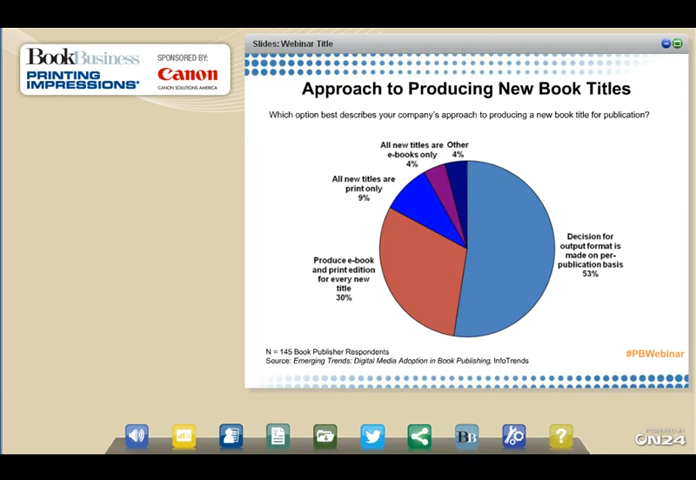 Slides: Webinar Title
BookBusiness
PRINTING
IMPRESSIONS
SPONSORED BY:
Canon
CANON SOLUTIONS AMERICA
Approach to Producing New Book Titles
Which option best describes your company's approach to producing a new book title for publication?
All new titles are
e-books only
4%
Other
4%
All new titles are
print only
9%
Decision for
output format is
made on per-
publication basis
53%
Produce e-book
and print edition
for every new
title
30%
N = 145 Book Publisher Respondents
Source: Emerging Trends: Digital Media Adoption in Book Publishing, InfoTrends
#PBWebinar
BB
?
POWERED BY
ON24